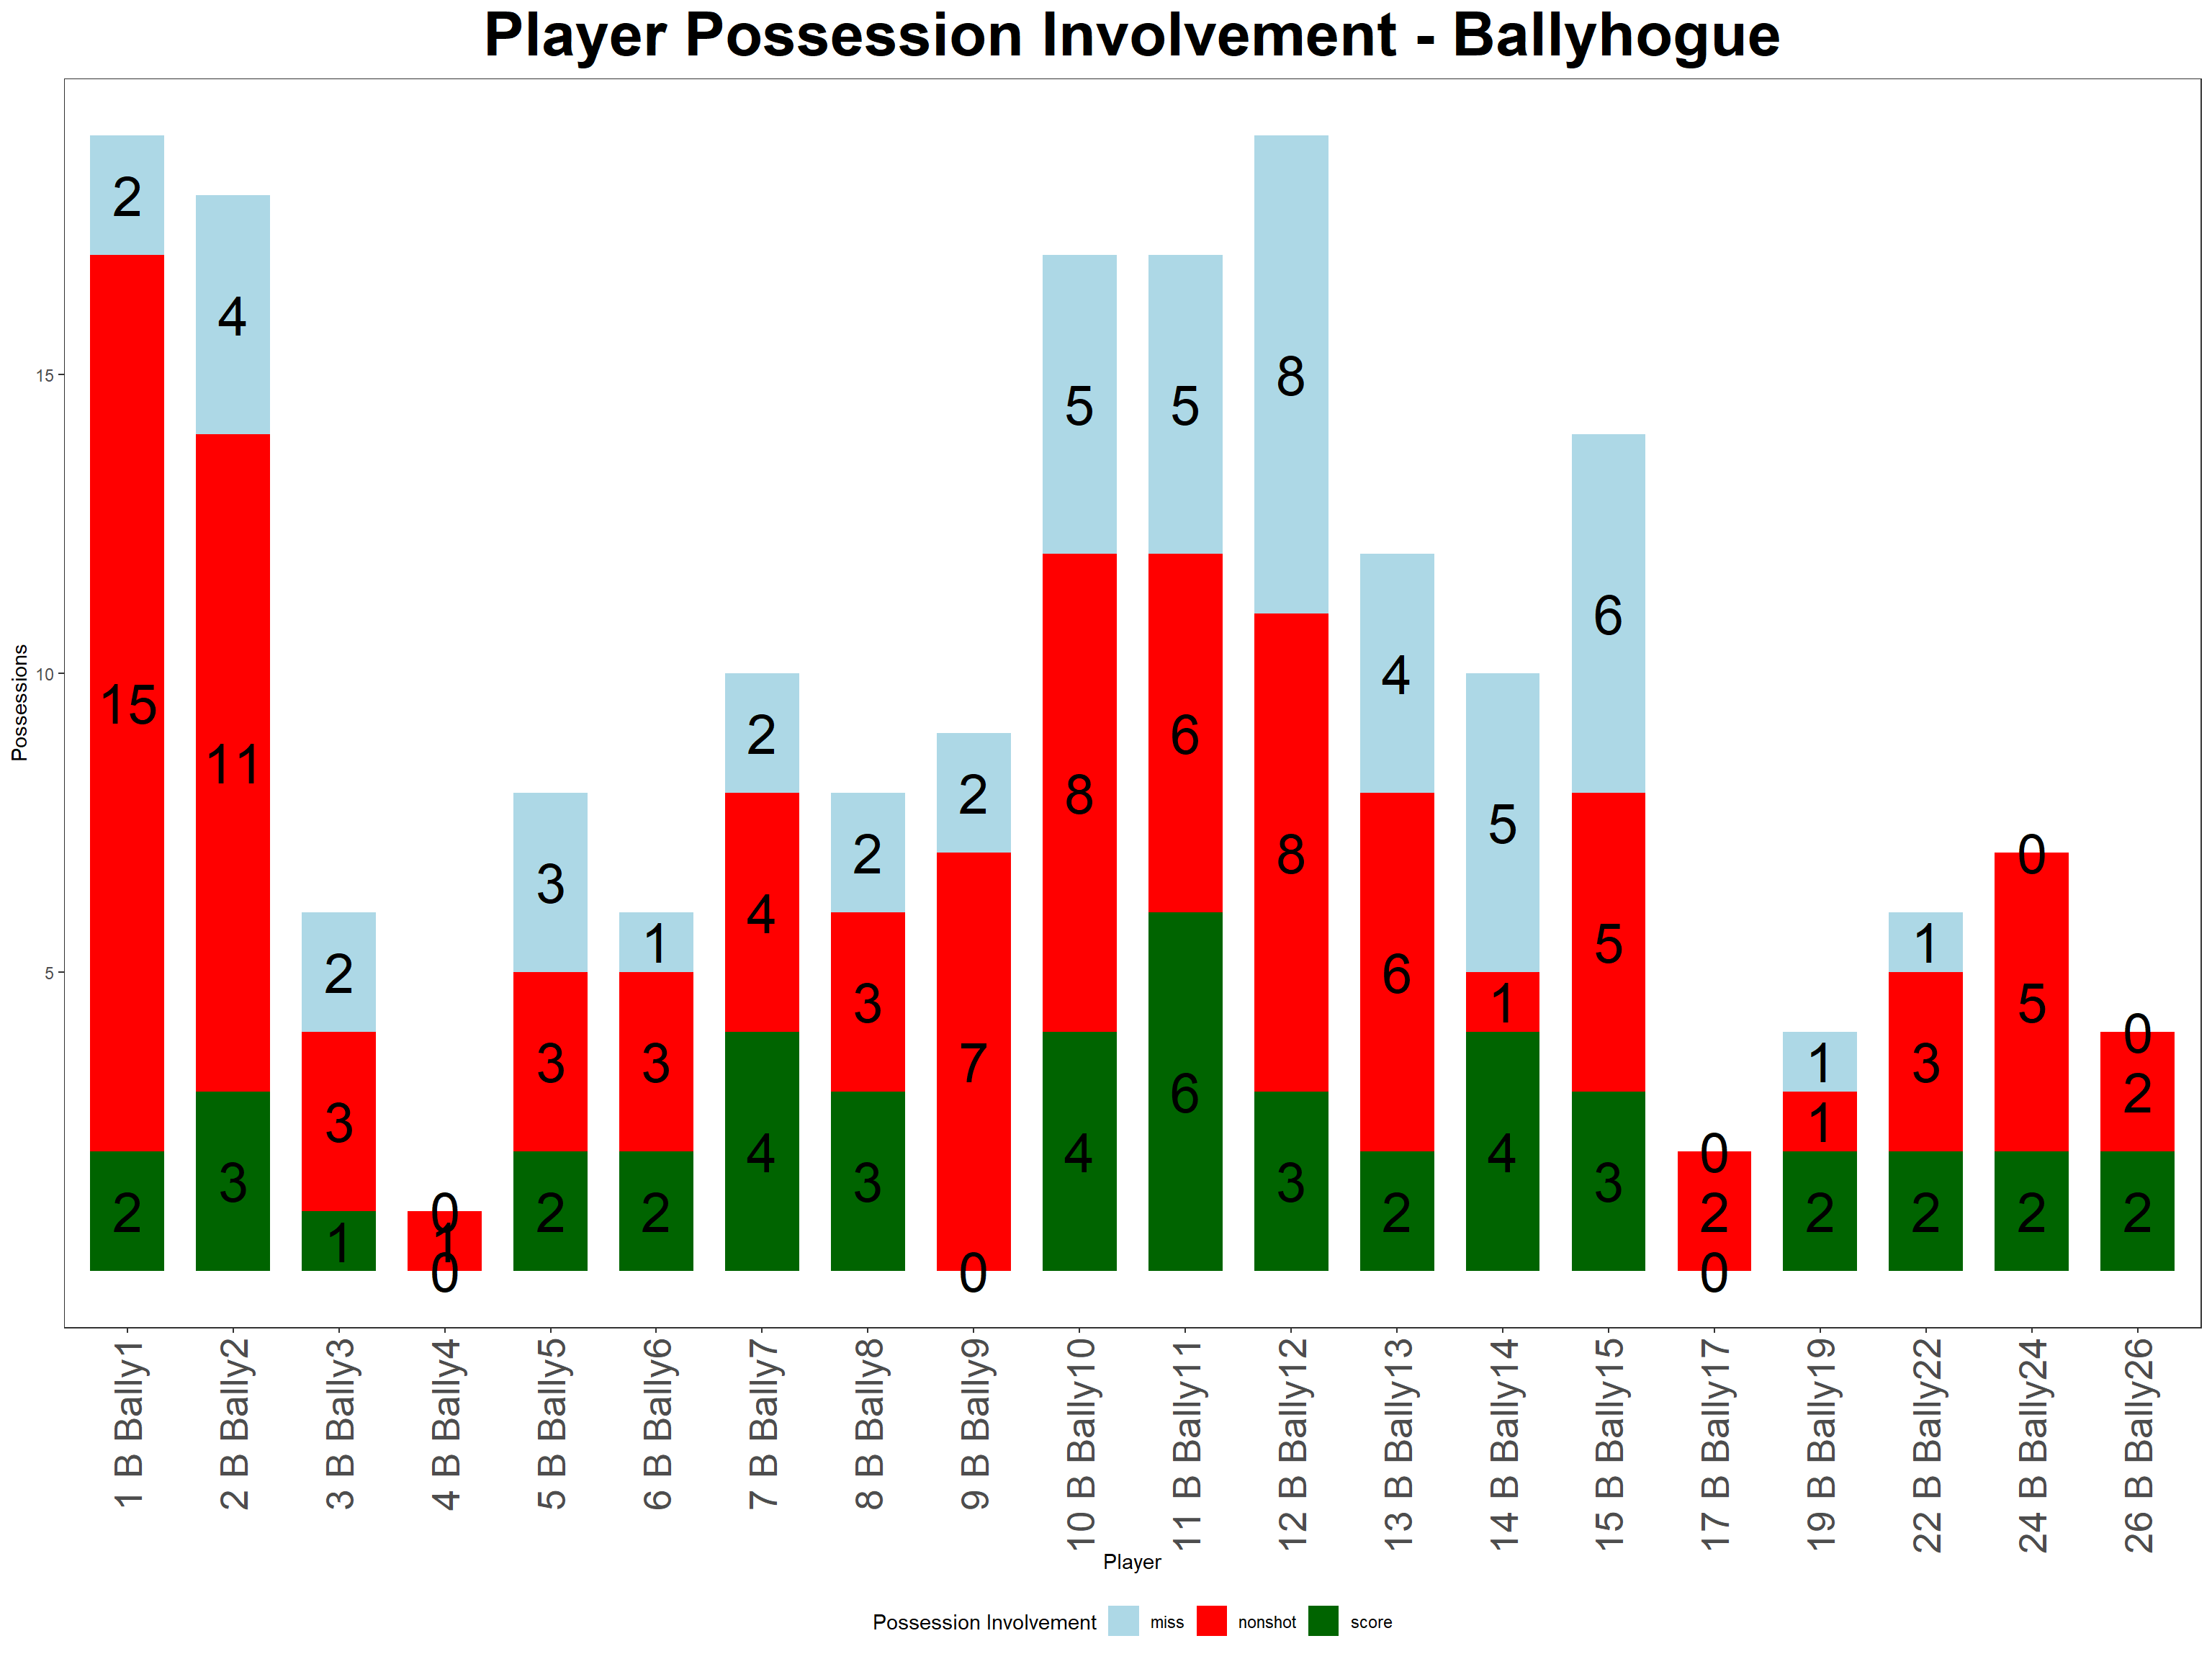 Player Possession Involvement - Ballyhogue
2
4
5
5
8
15
6
4
10
15
11
2
5
3
1
2
4
2
3
2
7
8
6
8
6
5
1
5
0
5
1
3
0
2
2
3
3
3
4
3
1
1
2
3
1
0
1
0
2
2
4
3
0
4
6
3
2
4
3
0
2
0
2
2
2
2
Possessions
1 B Bally1
2 B Bally2
3 B Bally3
4 B Bally4
5 B Bally5
6 B Bally6
7 B Bally7
8 B Bally8
9 B Bally9
10 B Bally10
11 B Bally11
12 B Bally12
13 B Bally13
14 B Bally14
15 B Bally15
17 B Bally17
19 B Bally19
22 B Bally22
24 B Bally24
26 B Bally26
Player
Possession Involvement miss nonshot score